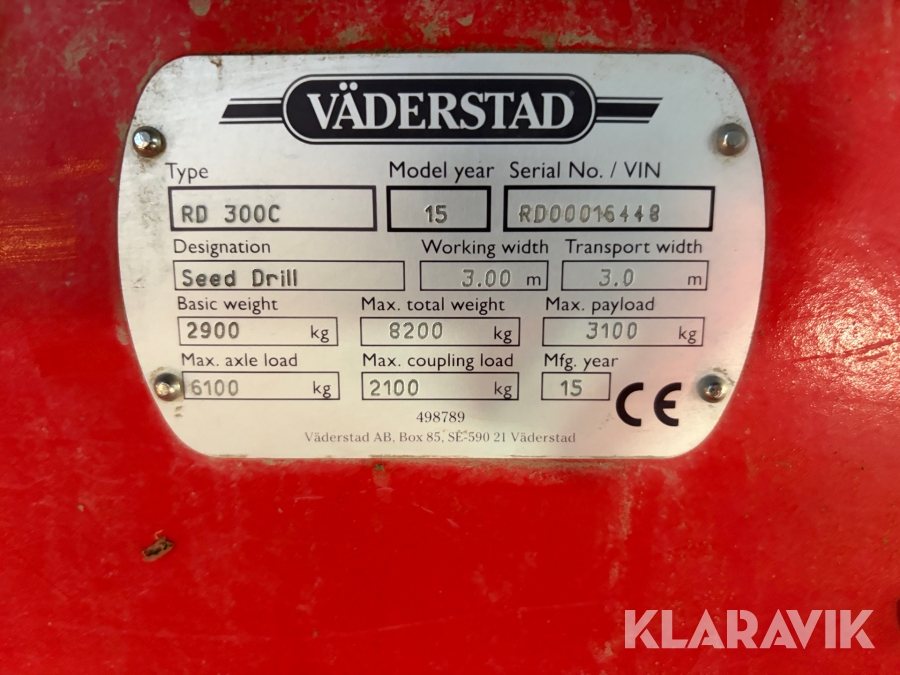 VÄDERSTAD
Type Model year Serial No. / VIN
RD 300C 15 RD00016448
Designation Working width Transport width
Seed Drill 3.00 m 3.0 m
Basic weight Max. total weight Max. payload
2900 kg 8200 kg 3100 kg
Max. axle load Max. coupling load Mfg. year
6100 kg 2100 kg 15 CE
498789
Väderstad AB, Box 85, SE-590 21 Väderstad
KLARAVIK